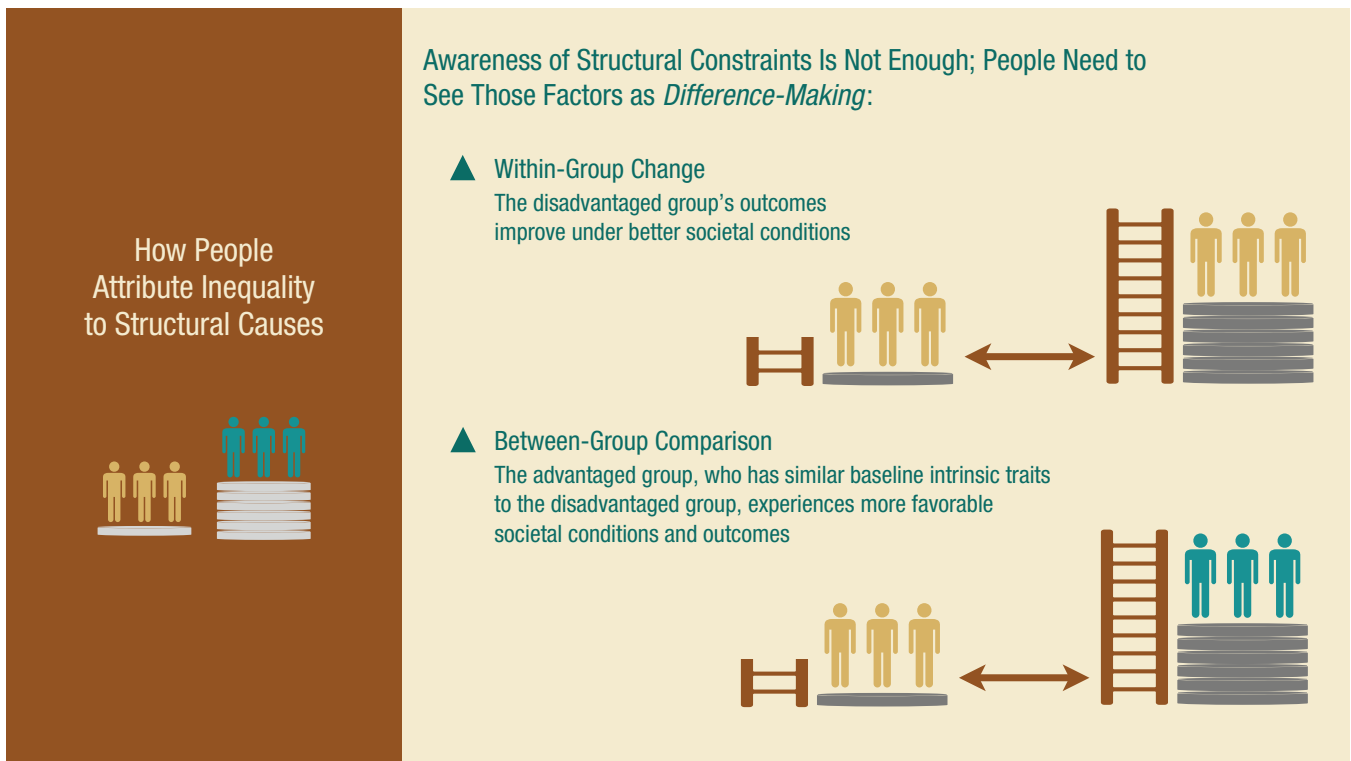 How People
Attribute Inequality
to Structural Causes
Awareness of Structural Constraints Is Not Enough; People Need to
See Those Factors as Difference-Making:
Within-Group Change
The disadvantaged group’s outcomes
improve under better societal conditions
Between-Group Comparison
The advantaged group, who has similar baseline intrinsic traits
to the disadvantaged group, experiences more favorable
societal conditions and outcomes